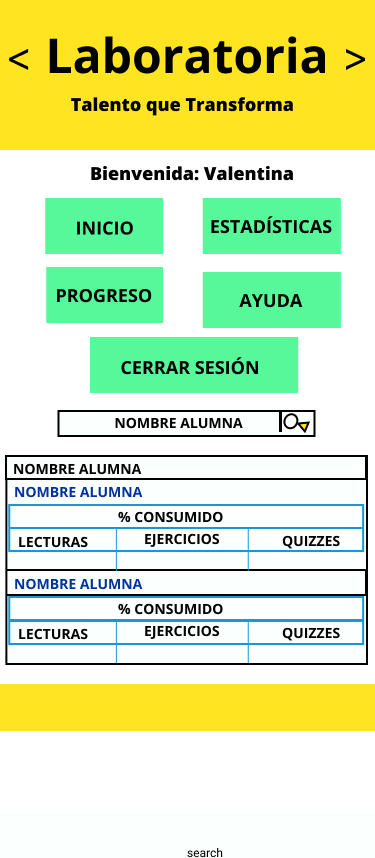 < Laboratoria >
Talento que Transforma
Bienvenida: Valentina
INICIO ESTADÍSTICAS
PROGRESO AYUDA
CERRAR SESIÓN
NOMBRE ALUMNA
NOMBRE ALUMNA
NOMBRE ALUMNA
% CONSUMIDO
LECTURAS EJERCICIOS QUIZZES
NOMBRE ALUMNA
% CONSUMIDO
LECTURAS EJERCICIOS QUIZZES
search